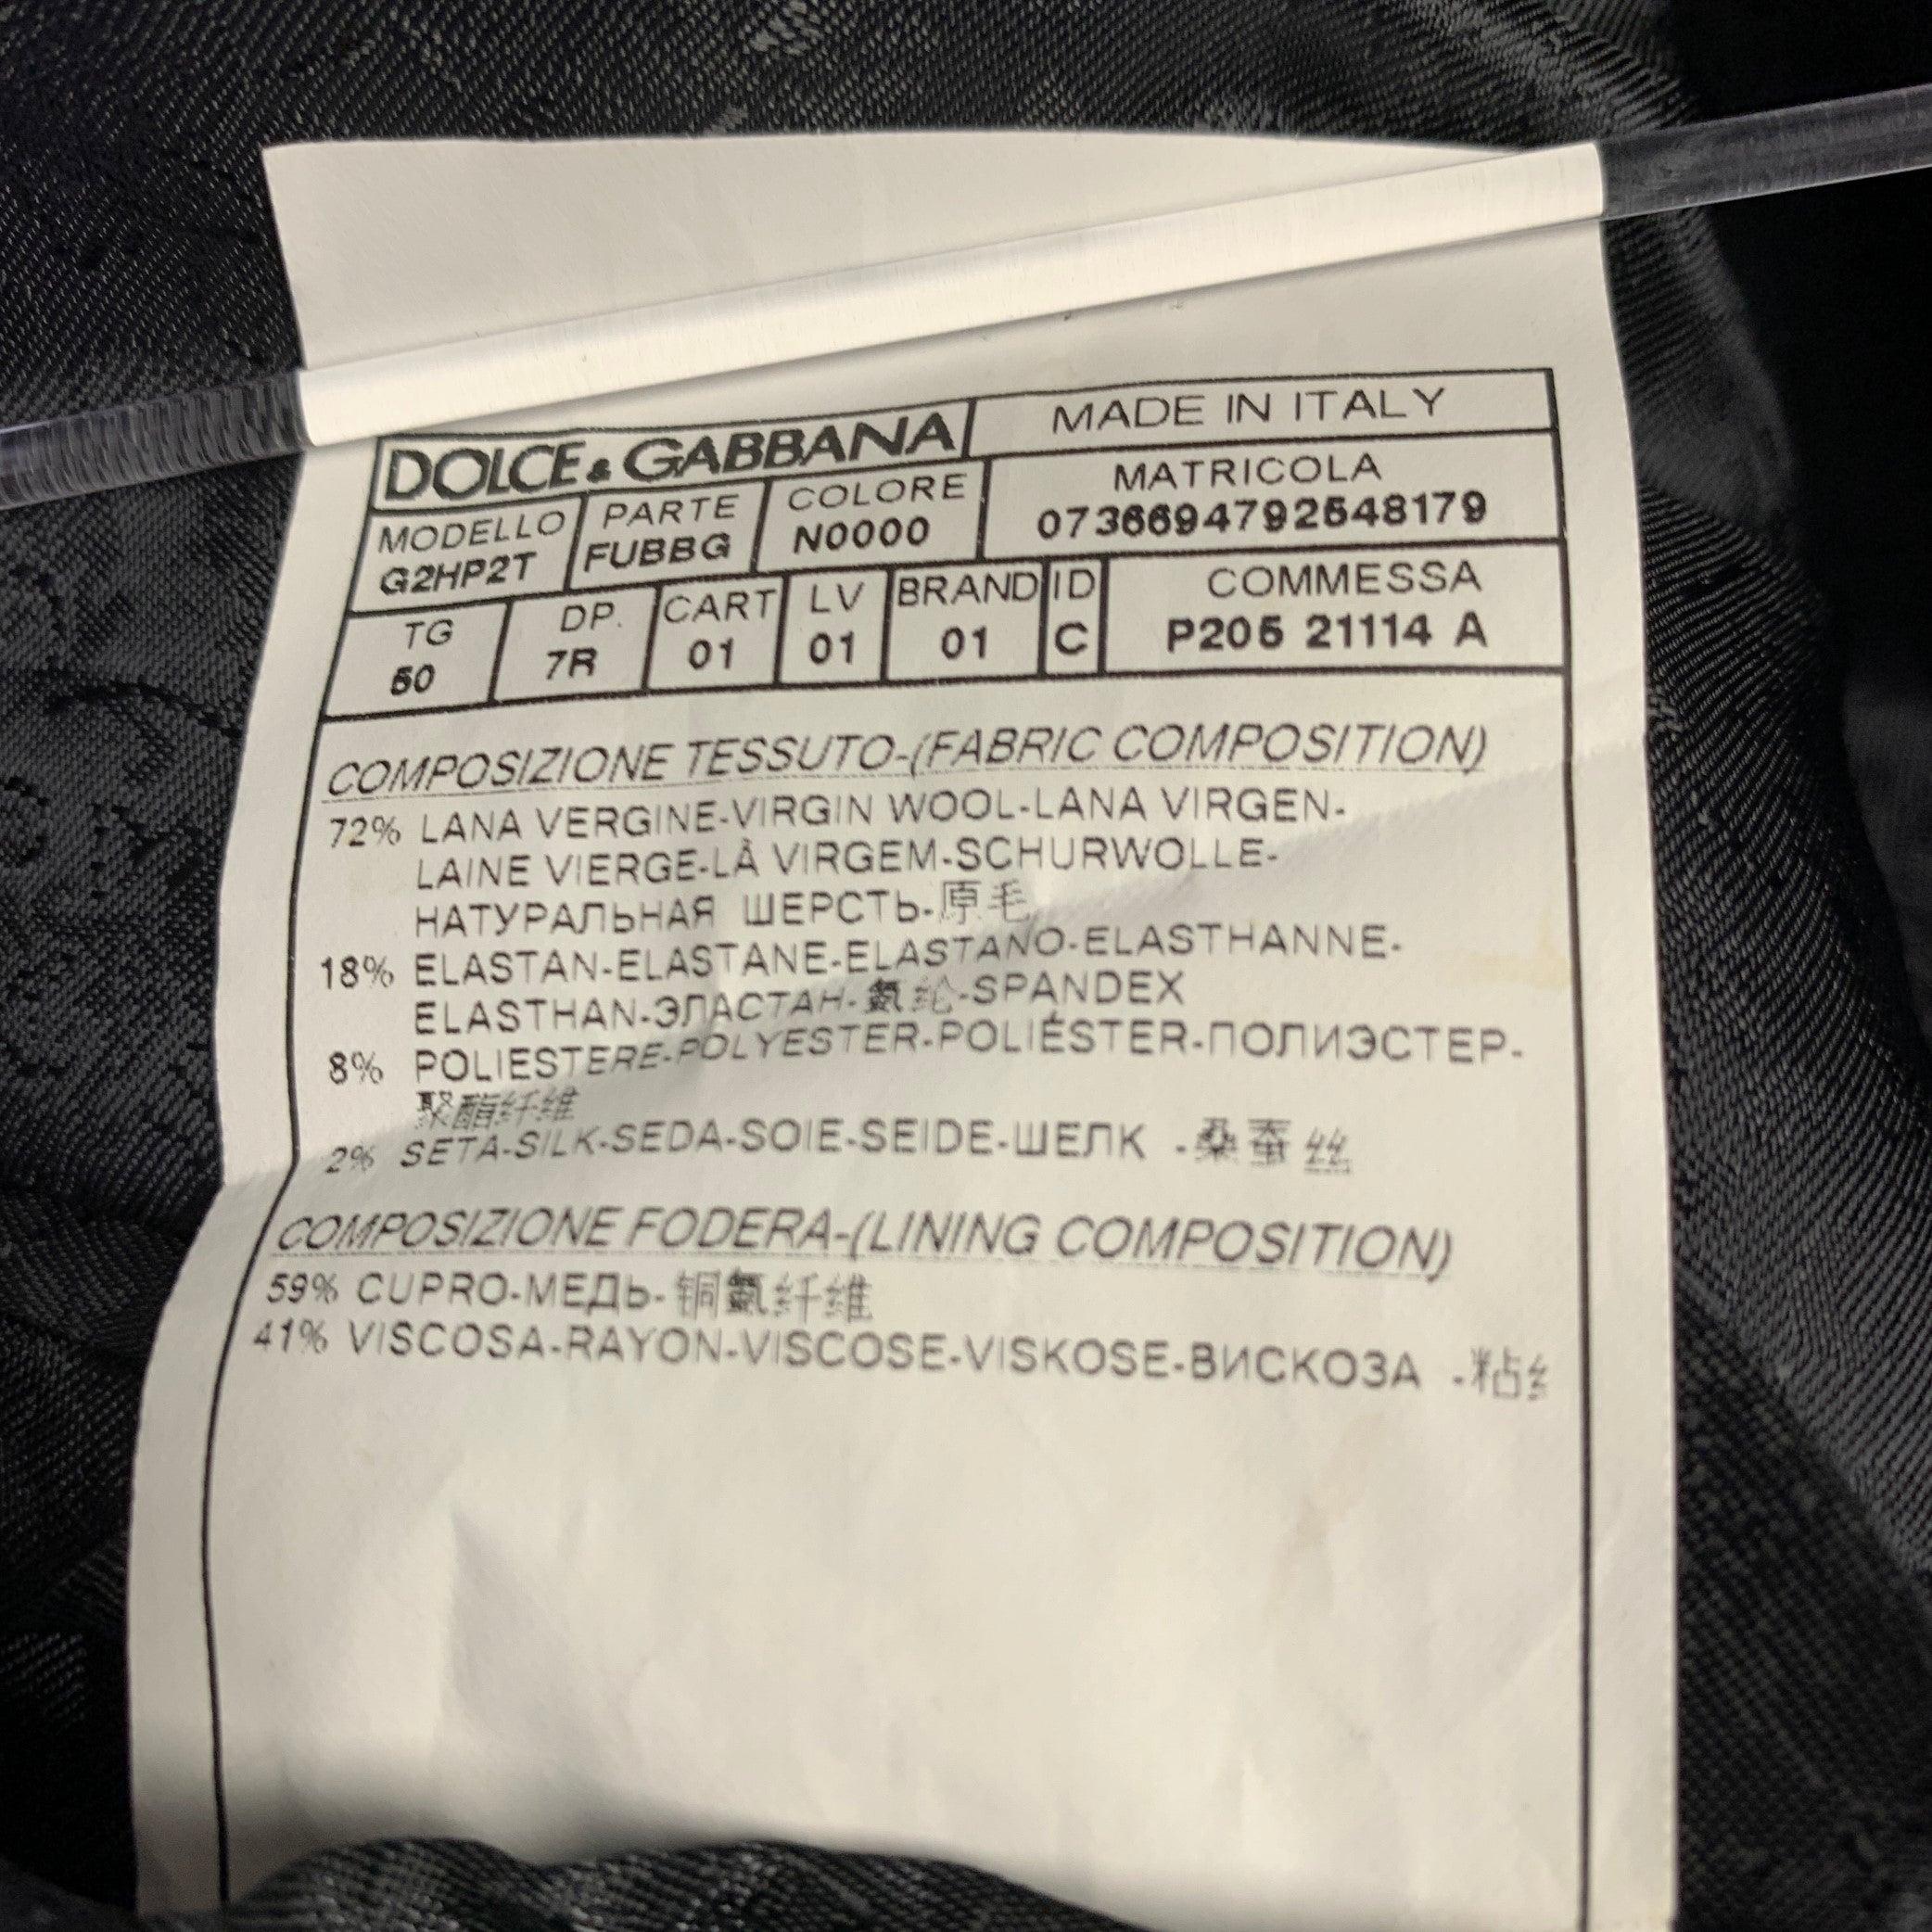 DOLCE&GABBANA MADE IN ITALY
MODELLO PARTE COLORE MATRICOLA
G2HP2T FUBBG N0000 0736694792548179
TG DP. CART LV BRAND ID COMMESSA
50 7R 01 01 01 C P205 21114 A
COMPOSIZIONE TESSUTO-(FABRIC COMPOSITION)
72% LANA VERGINE-VIRGIN WOOL-LANA VIRGEN-
LAINE VIERGE-LÀ VIRGEM-SCHURWOLLE-
НАТУРАЛЬНАЯ ШЕРСТЬ-原毛
18% ELASTAN-ELASTANE-ELASTANO-ELASTHANNE-
ELASTHAN-ЭЛАСТАН-氨纶-SPANDEX
8% POLIESTERE-POLYESTER-POLIÉSTER-ПОЛИЭСТЕР-
聚酯纤维
2% SETA-SILK-SEDA-SOIE-SEIDE-ШЕЛК -桑蚕丝
COMPOSIZIONE FODERA-(LINING COMPOSITION)
59% CUPRO-МЕДЬ-铜氨纤维
41% VISCOSA-RAYON-VISCOSE-VISKOSE-ВИСКОЗА -粘